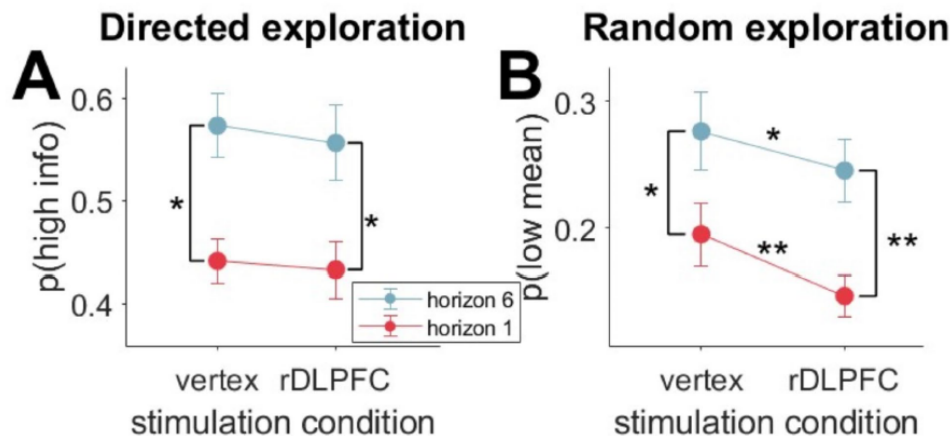 Directed exploration
A
p(high info)
0.6
0.5
0.4
*
*
horizon 6
horizon 1
vertex rDLPFC
stimulation condition
Random exploration
B
p(low mean)
0.3
0.2
*
*
**
**
vertex rDLPFC
stimulation condition